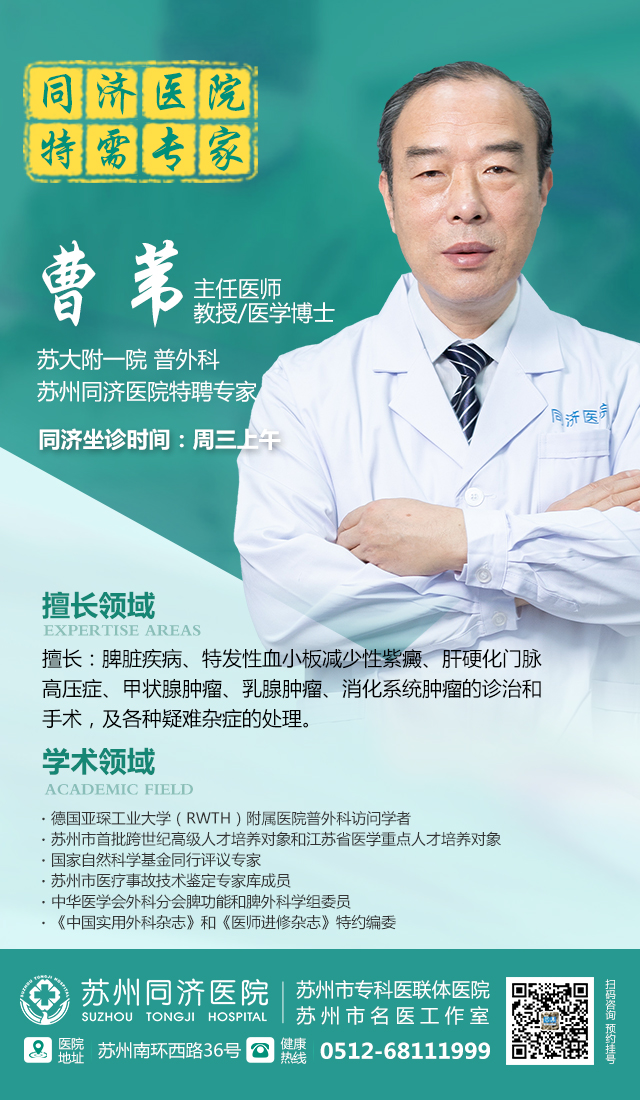 同济医院
特需专家
曹苇
主任医师
教授/医学博士
苏大附一院 普外科
苏州同济医院特聘专家
同济坐诊时间：周三上午
同济医院
擅长领域
EXPERTISE AREAS
擅长：脾脏疾病、特发性血小板减少性紫癜、肝硬化门脉
高压症、甲状腺肿瘤、乳腺肿瘤、消化系统肿瘤的诊治和
手术，及各种疑难杂症的处理。
学术领域
ACADEMIC FIELD
· 德国亚琛工业大学（RWTH）附属医院普外科访问学者
· 苏州市首批跨世纪高级人才培养对象和江苏省医学重点人才培养对象
· 国家自然科学基金同行评议专家
· 苏州市医疗事故技术鉴定专家库成员
· 中华医学会外科分会脾功能和脾外科学组委员
· 《中国实用外科杂志》和《医师进修杂志》特约编委
SUZHOU TONGJI HOSPITAL
苏州同济医院
SUZHOU TONGJI HOSPITAL
苏州市专科医联体医院
苏州市名医工作室
扫码咨询 预约挂号
医院
地址
苏州南环西路36号
健康
热线
0512-68111999